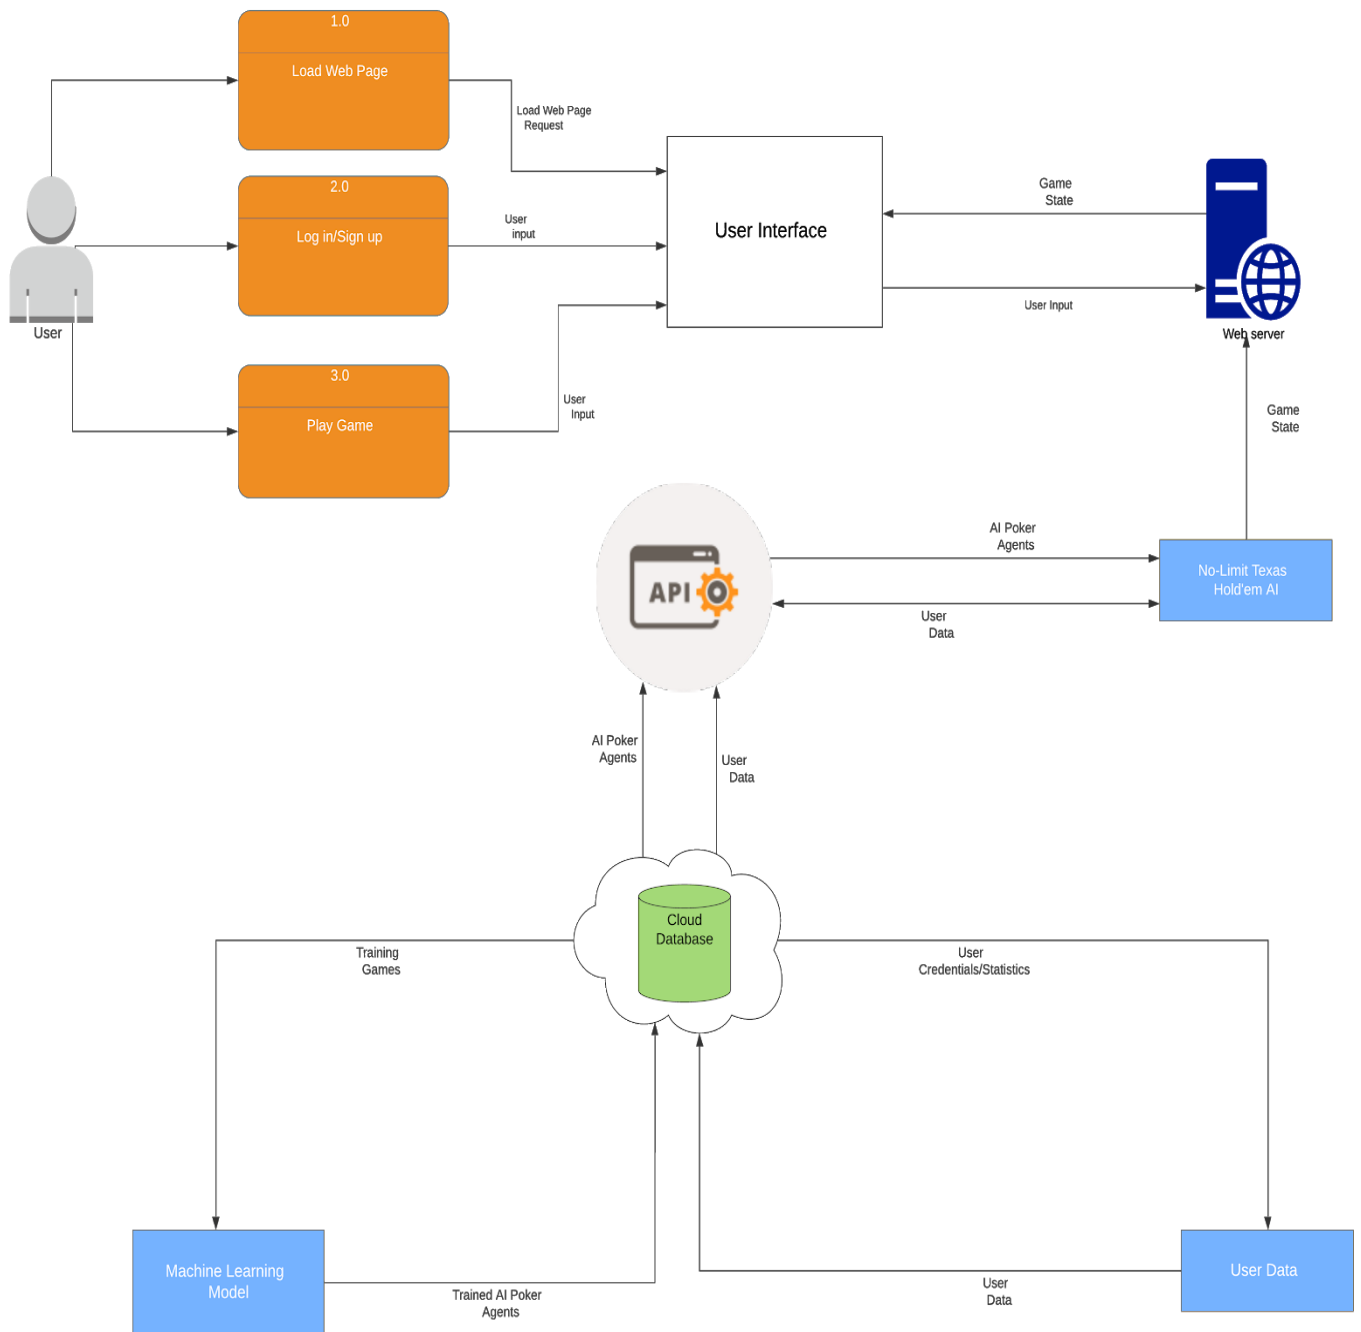 1.0
Load Web Page
Load Web Page
Request
2.0
Log in/Sign up
User
input
User Interface
Game
State
User Input
Web server
User
3.0
Play Game
User
Input
Game
State
API
AI Poker
Agents
No-Limit Texas
Hold'em AI
User
Data
AI Poker
Agents
User
Data
Cloud
Database
Training
Games
User
Credentials/Statistics
Machine Learning
Model
Trained AI Poker
Agents
User
Data
User Data